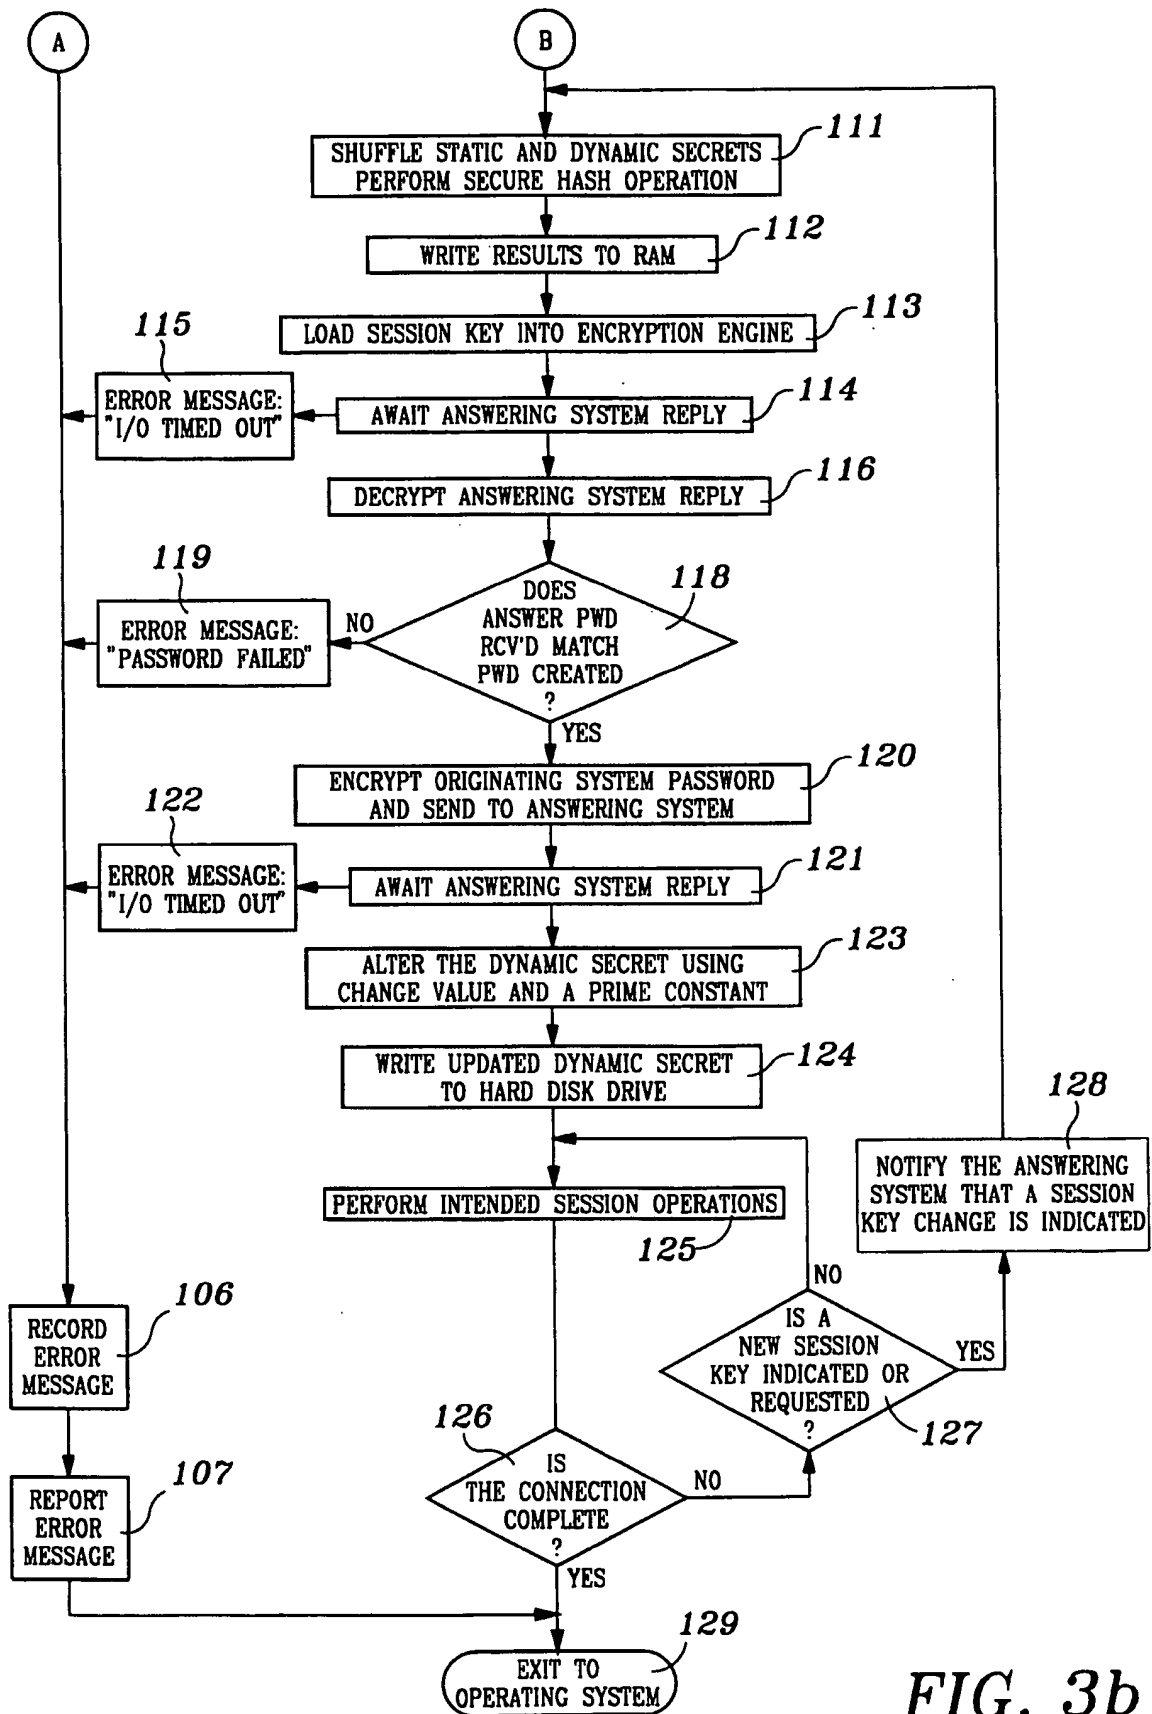 A
B
111
SHUFFLE STATIC AND DYNAMIC SECRETS
PERFORM SECURE HASH OPERATION
112
WRITE RESULTS TO RAM
113
LOAD SESSION KEY INTO ENCRYPTION ENGINE
115
ERROR MESSAGE:
"I/O TIMED OUT"
114
AWAIT ANSWERING SYSTEM REPLY
116
DECRYPT ANSWERING SYSTEM REPLY
119
ERROR MESSAGE:
"PASSWORD FAILED"
NO
118
DOES
ANSWER PWD
RCV'D MATCH
PWD CREATED
?
YES
120
ENCRYPT ORIGINATING SYSTEM PASSWORD
AND SEND TO ANSWERING SYSTEM
122
ERROR MESSAGE:
"I/O TIMED OUT"
121
AWAIT ANSWERING SYSTEM REPLY
123
ALTER THE DYNAMIC SECRET USING
CHANGE VALUE AND A PRIME CONSTANT
124
WRITE UPDATED DYNAMIC SECRET
TO HARD DISK DRIVE
128
NOTIFY THE ANSWERING
SYSTEM THAT A SESSION
KEY CHANGE IS INDICATED
PERFORM INTENDED SESSION OPERATIONS
125
NO
IS A
NEW SESSION
KEY INDICATED OR
REQUESTED
?
YES
127
106
RECORD
ERROR
MESSAGE
126
IS
THE CONNECTION
COMPLETE
?
NO
YES
107
REPORT
ERROR
MESSAGE
129
EXIT TO
OPERATING SYSTEM
FIG. 3b